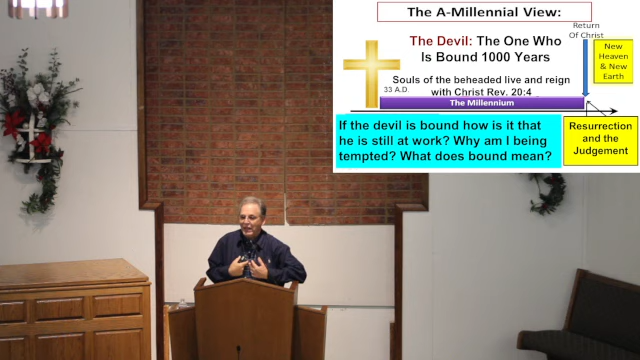 The A-Millennial View:
Return
Of Christ
The Devil: The One Who
Is Bound 1000 Years
New
Heaven
& New
Earth
Souls of the beheaded live and reign
with Christ Rev. 20:4
33 A.D.
The Millennium
If the devil is bound how is it that
he is still at work? Why am I being
tempted? What does bound mean?
Resurrection
and the
Judgement